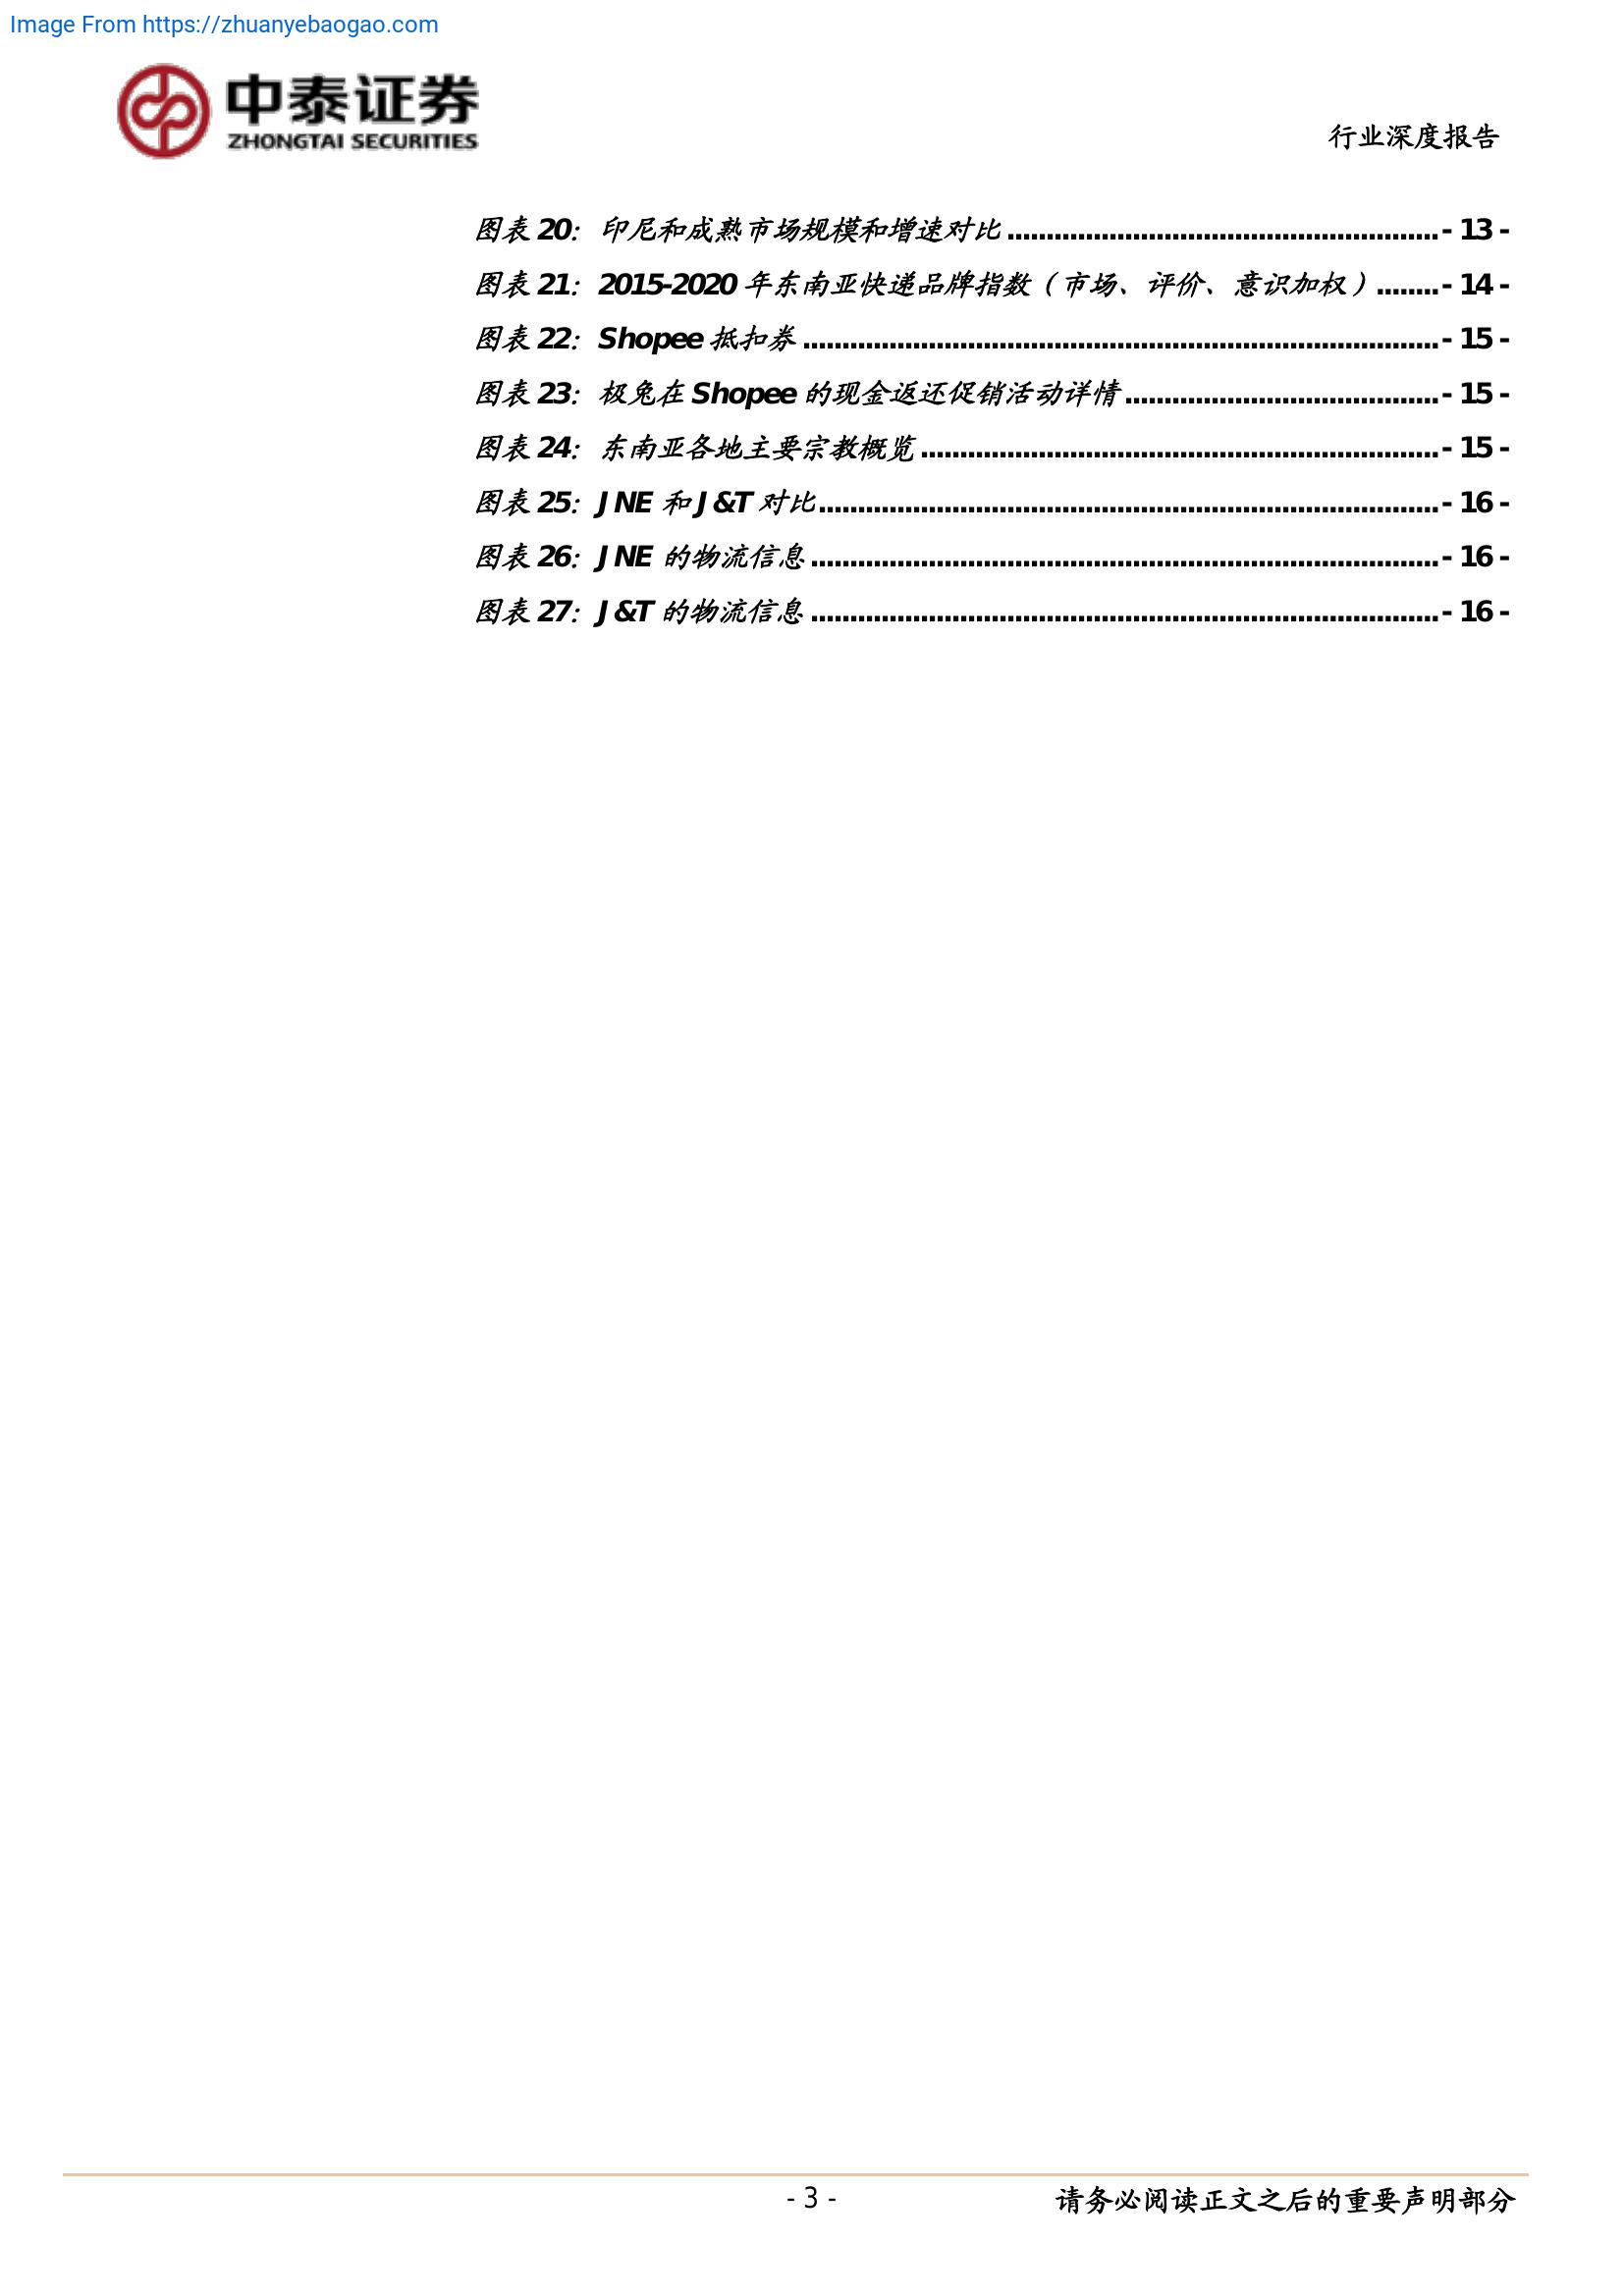 Image From https://zhuanyebaogao.com
中泰证券
ZHONGTAI SECURITIES
行业深度报告
图表 20：印尼和成熟市场规模和增速对比.......................................................- 13 -
图表 21：2015-2020 年东南亚快递品牌指数（市场、评价、意识加权）........- 14 -
图表 22：Shopee 抵扣券.................................................................................- 15 -
图表 23：极兔在 Shopee 的现金返还促销活动详情........................................- 15 -
图表 24：东南亚各地主要宗教概览..................................................................- 15 -
图表 25：JNE 和 J&T 对比...............................................................................- 16 -
图表 26：JNE 的物流信息................................................................................- 16 -
图表 27：J&T 的物流信息................................................................................- 16 -
- 3 -
请务必阅读正文之后的重要声明部分